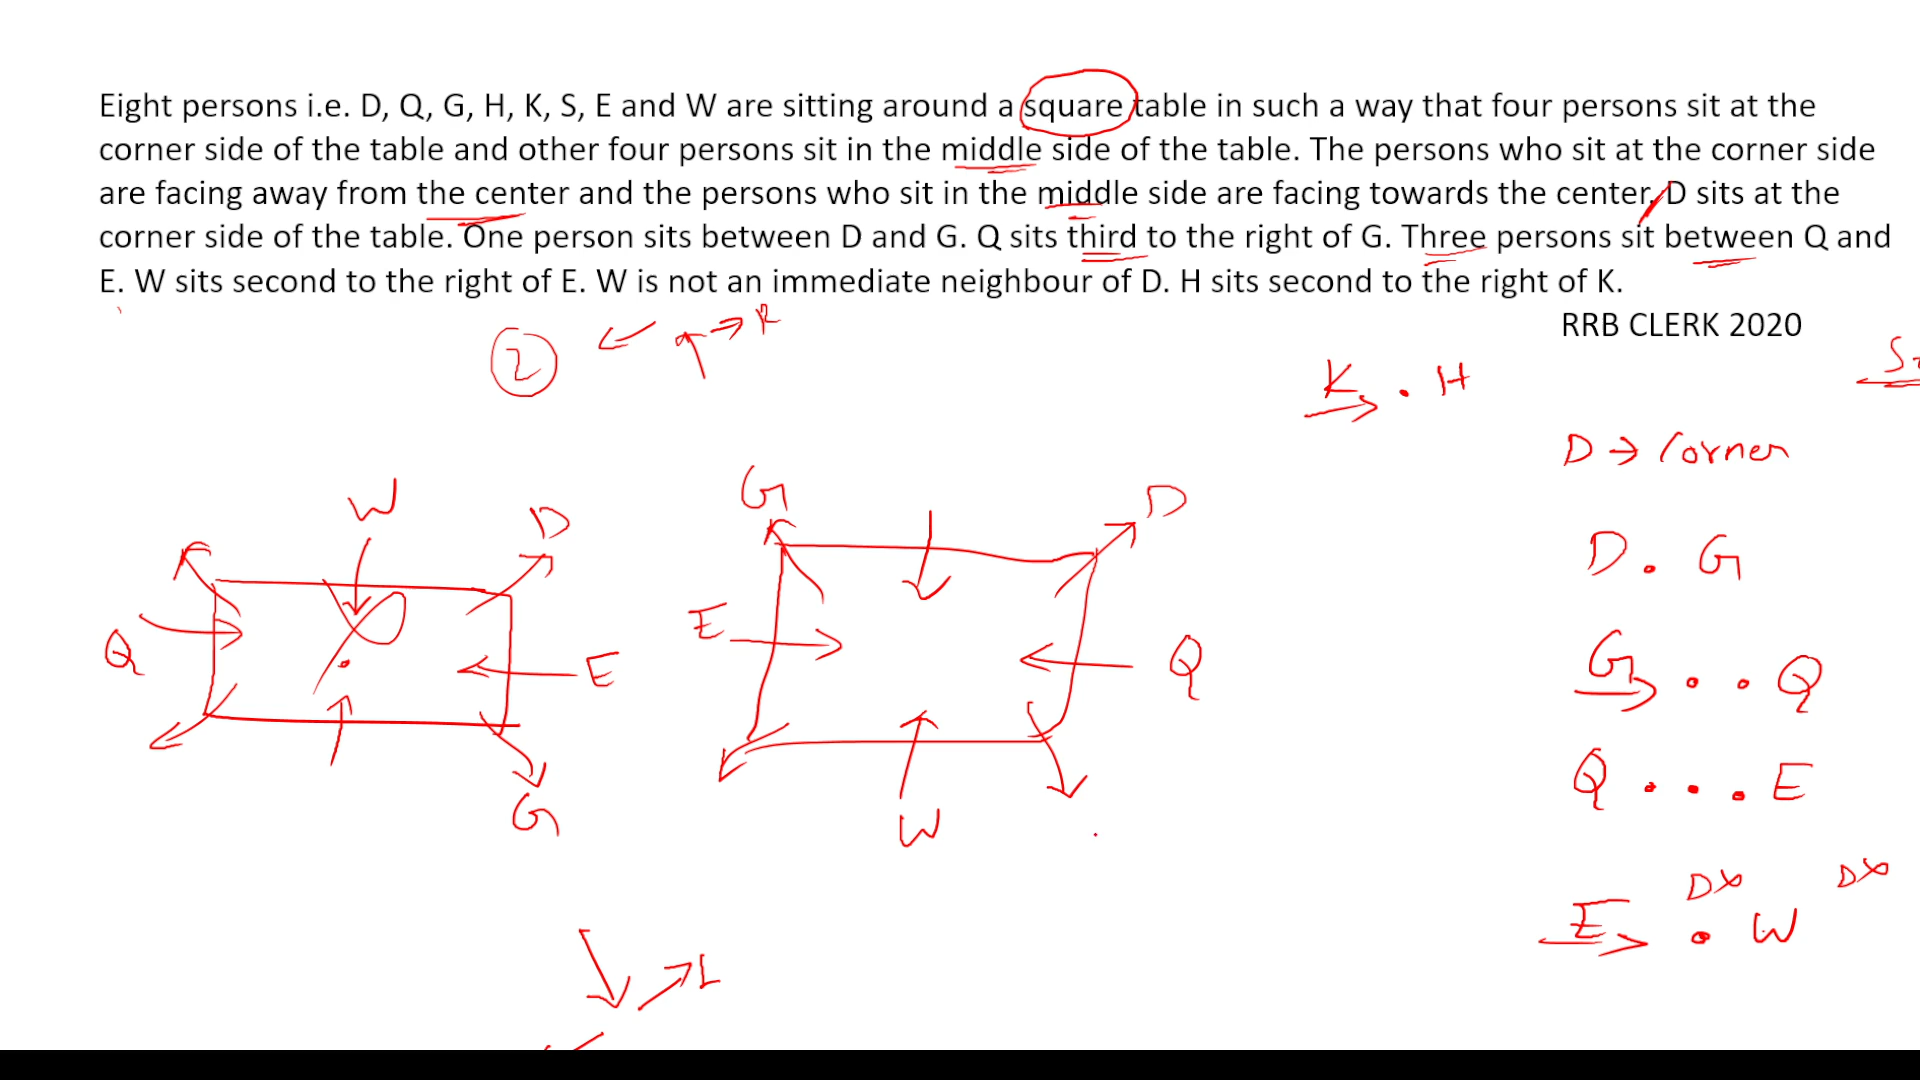 Eight persons i.e. D, Q, G, H, K, S, E and W are sitting around a square table in such a way that four persons sit at the
corner side of the table and other four persons sit in the middle side of the table. The persons who sit at the corner side
are facing away from the center and the persons who sit in the middle side are facing towards the center. D sits at the
corner side of the table. One person sits between D and G. Q sits third to the right of G. Three persons sit between Q and
E. W sits second to the right of E. W is not an immediate neighbour of D. H sits second to the right of K.
RRB CLERK 2020
2 R
K . H
S
D → Corner
G D
W D
D . G
E Q
Q E
G . . Q
Q . . . E
G W
D× D×
E . W
L